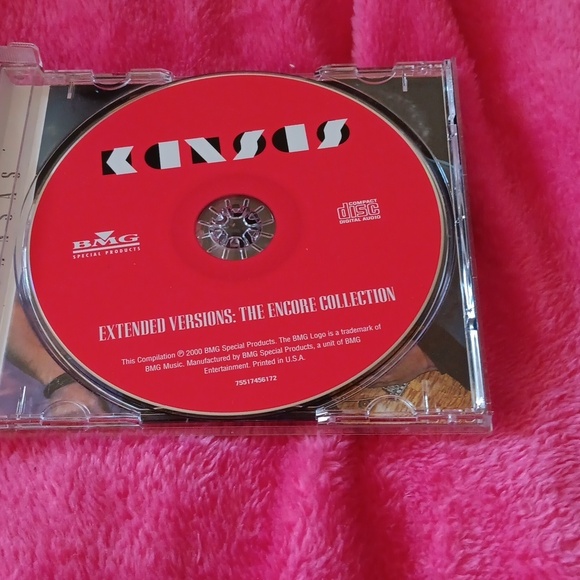 KANSAS
COMPACT
disc
DIGITAL AUDIO
BMG
SPECIAL PRODUCTS
EXTENDED VERSIONS: THE ENCORE COLLECTION
This Compilation ℗ 2000 BMG Special Products. The BMG Logo is a trademark of
BMG Music. Manufactured by BMG Special Products, a unit of BMG
Entertainment. Printed in U.S.A.
75517456172